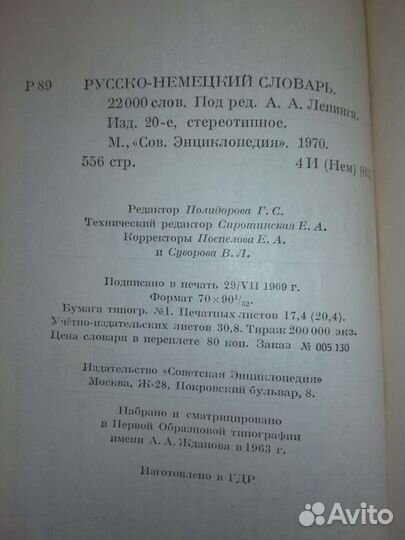 Р 89 РУССКО-НЕМЕЦКИЙ СЛОВАРЬ.
22 000 слов. Под ред. А. А. Лепинга.
Изд. 20-е, стереотипное.
М., «Сов. Энциклопедия». 1970.
556 стр. 4 И (Нем)
Редактор Полидорова Г. С.
Технический редактор Сиротинская Е. А.
Корректоры Поспелова Е. А.
и Суворова В. Л.
Подписано в печать 29/VII 1969 г.
Формат 70×90¹/₃₂.
Бумага типогр. №1. Печатных листов 17,4 (20,4).
Учётно-издательских листов 30,8. Тираж 200 000 экз.
Цена словаря в переплете 80 коп. Заказ № 005130
Издательство «Советская Энциклопедия»
Москва, Ж-28, Покровский бульвар, 8.
Набрано и сматрицировано
в Первой Образцовой типографии
имени А. А. Жданова в 1963 г.
Изготовлено в ГДР
Avito